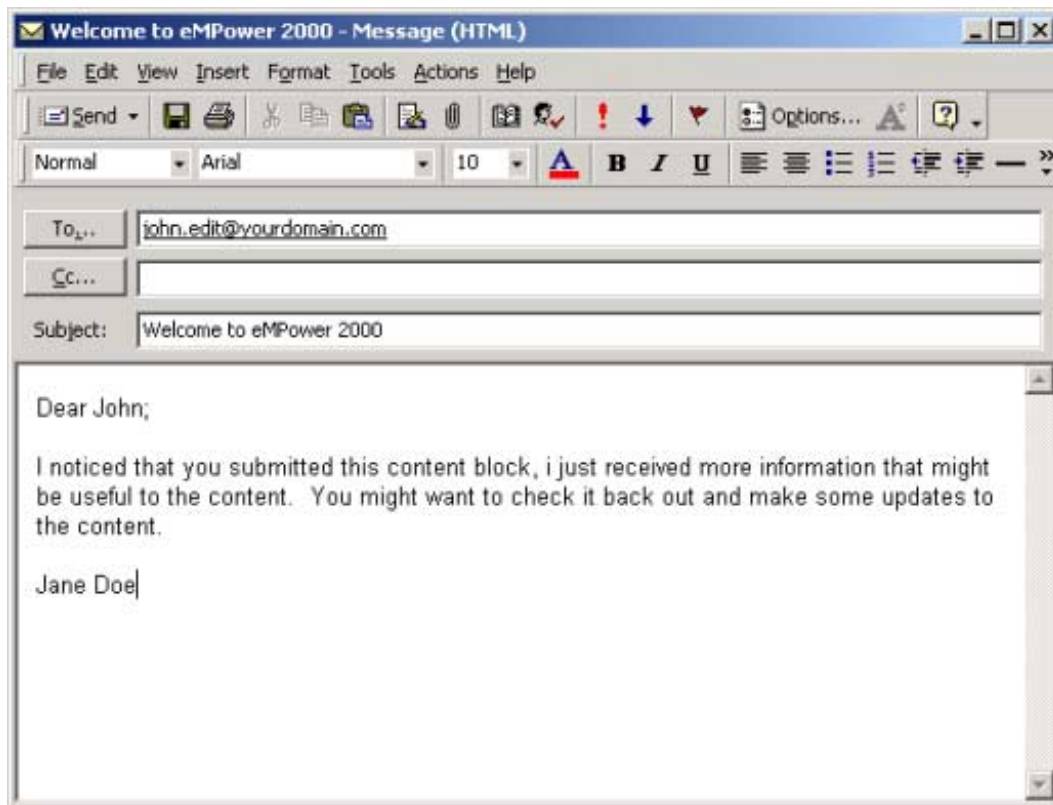 Welcome to eMPower 2000 - Message (HTML)
File Edit View Insert Format Tools Actions Help
Send Options...
Normal Arial 10 A B I U
To... john.edit@yourdomain.com
Cc...
Subject: Welcome to eMPower 2000
Dear John;
I noticed that you submitted this content block, i just received more information that might
be useful to the content. You might want to check it back out and make some updates to
the content.
Jane Doe